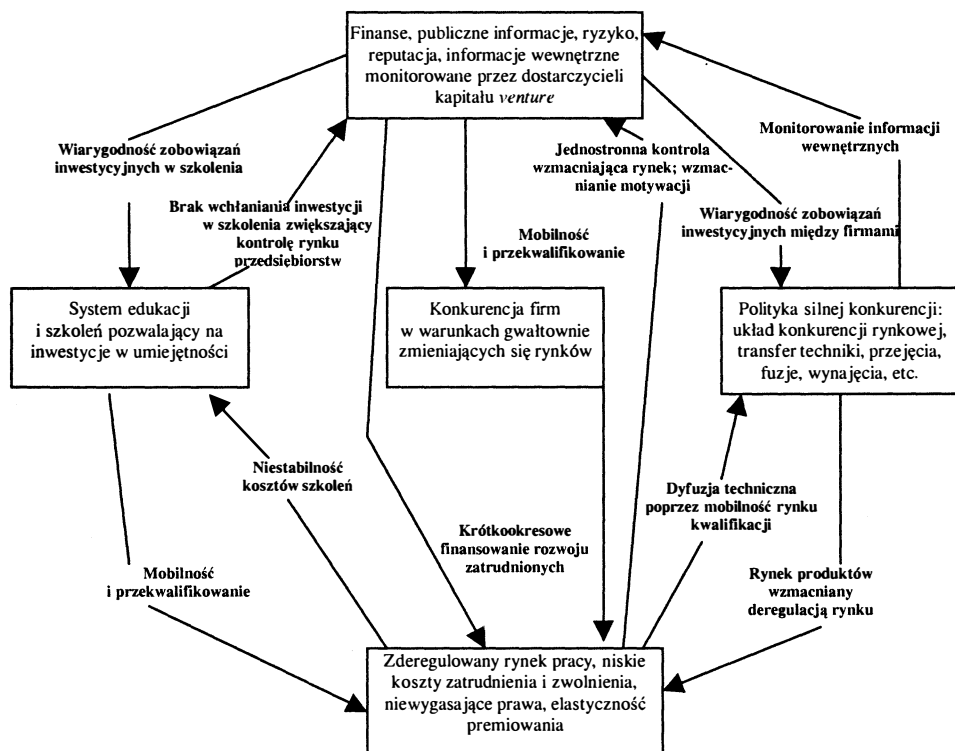 Finanse, publiczne informacje, ryzyko,
reputacja, informacje wewnętrzne
monitorowane przez dostarczycieli
kapitału venture
Wiarygodność zobowiązań
inwestycyjnych w szkolenia
Jednostronna kontrola
wzmacniająca rynek; wzmac-
nianie motywacji
Monitorowanie informacji
wewnętrznych
Brak wchłaniania inwestycji
w szkolenia zwiększający
kontrolę rynku
przedsiębiorstw
Mobilność
i przekwalifikowanie
Wiarygodność zobowiązań
inwestycyjnych między firmami
System edukacji
i szkoleń pozwalający na
inwestycje w umiejętności
Konkurencja firm
w warunkach gwałtownie
zmieniających się rynków
Polityka silnej konkurencji:
układ konkurencji rynkowej,
transfer techniki, przejęcia,
fuzje, wynajęcia, etc.
Niestabilność
kosztów szkoleń
Dyfuzja techniczna
poprzez mobilność rynku
kwalifikacji
Krótkookresowe
finansowanie rozwoju
zatrudnionych
Mobilność
i przekwalifikowanie
Rynek produktów
wzmacniany
deregulacją rynku
Zderegulowany rynek pracy, niskie
koszty zatrudnienia i zwolnienia,
niewygasające prawa, elastyczność
premiowania